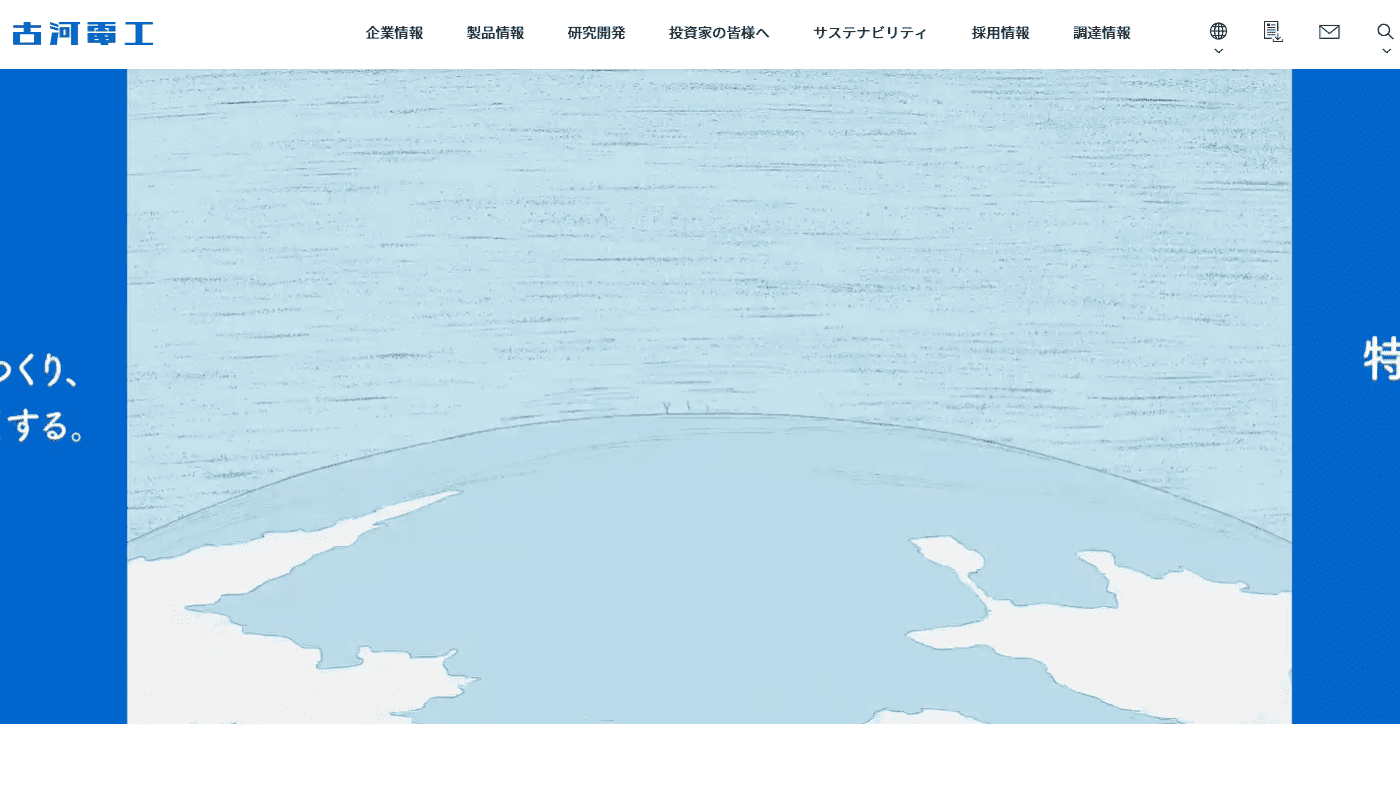 古河電工
企業情報 製品情報 研究開発 投資家の皆様へ サステナビリティ 採用情報 調達情報
つくり、
する。
特